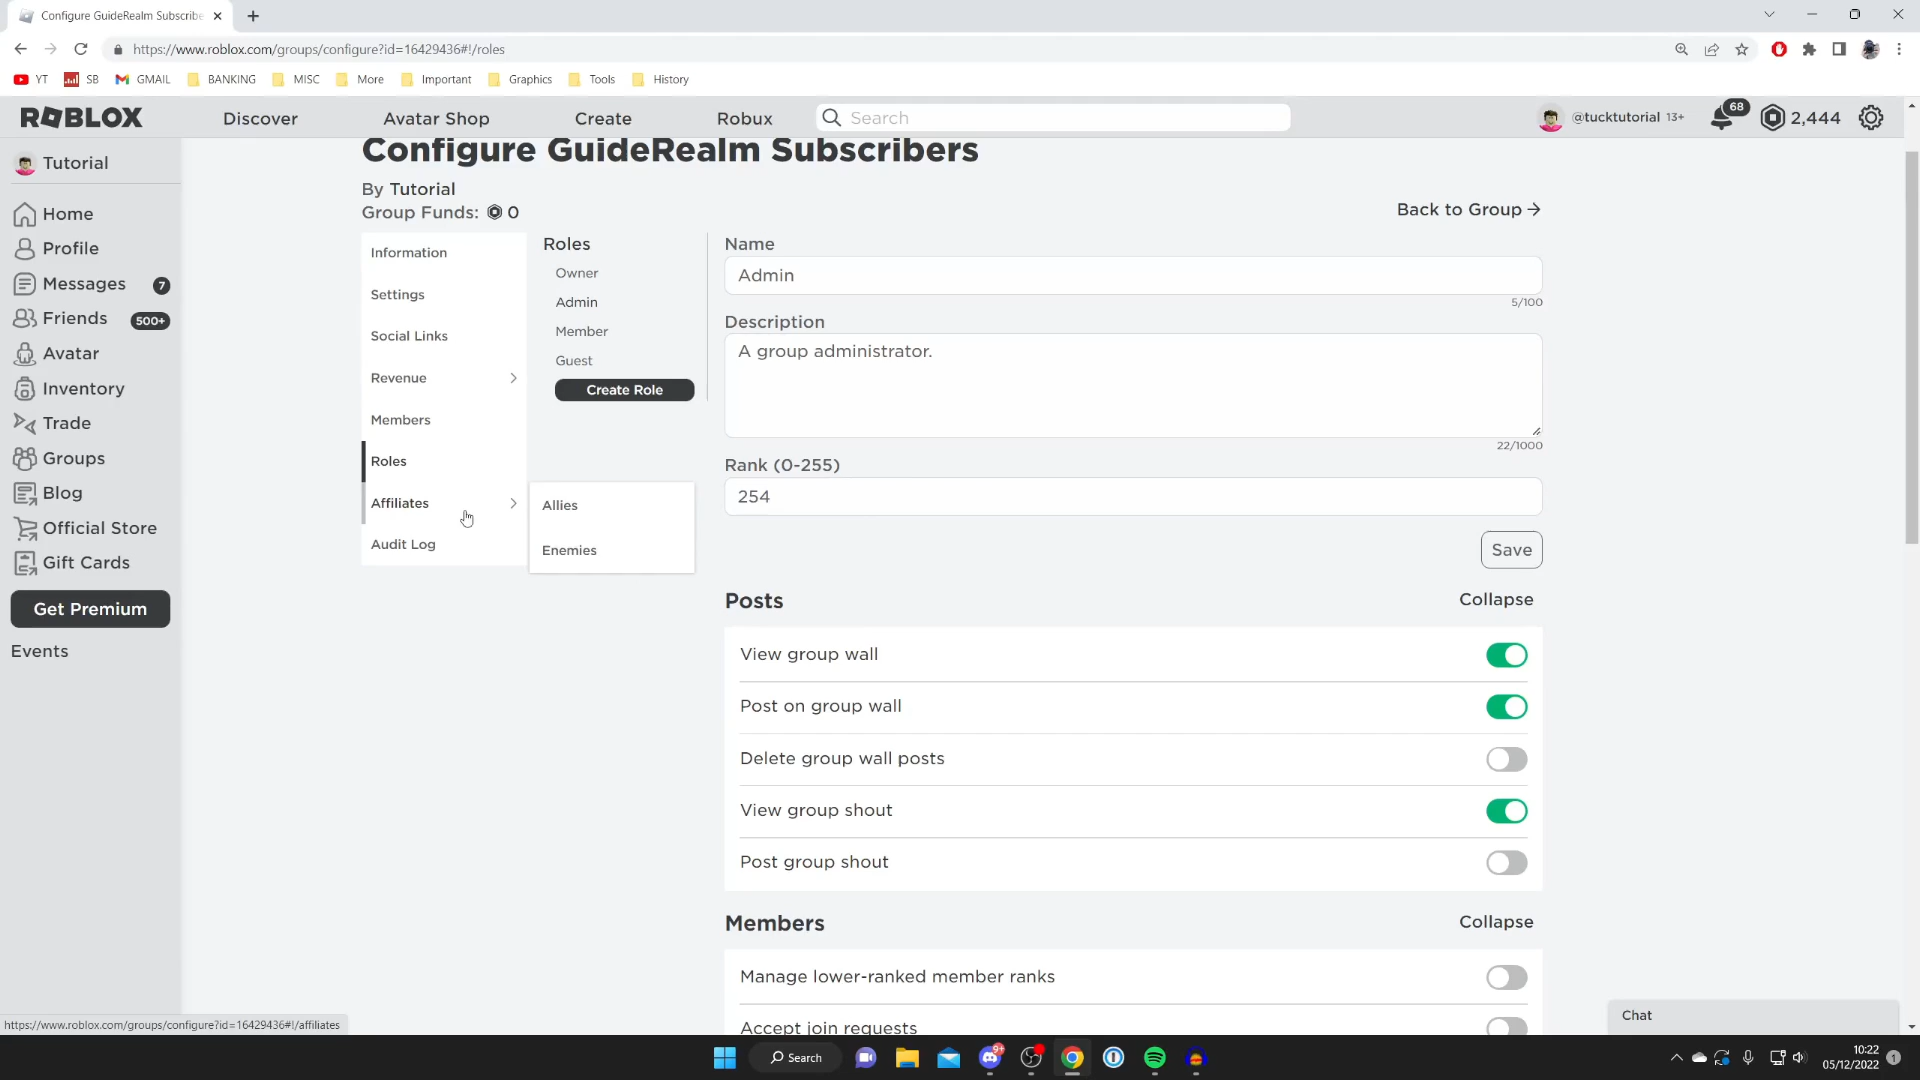 Configure GuideRealm Subscribe
https://www.roblox.com/groups/configure?id=16429436#!/roles
YT
SB
GMAIL
BANKING
MISC
More
Important
Graphics
Tools
History
ROBLOX
Discover
Avatar Shop
Create
Robux
Search
@tucktutorial 13+
68
2,444
Tutorial
Home
Profile
Messages
7
Friends
500+
Avatar
Inventory
Trade
Groups
Blog
Official Store
Gift Cards
Get Premium
Events
Configure GuideRealm Subscribers
By Tutorial
Group Funds: 0
Back to Group
Information
Settings
Social Links
Revenue
Members
Roles
Affiliates
Audit Log
Roles
Owner
Admin
Member
Guest
Create Role
Allies
Enemies
Name
Admin
5/100
Description
A group administrator.
22/1000
Rank (0-255)
254
Save
Posts
Collapse
View group wall
Post on group wall
Delete group wall posts
View group shout
Post group shout
Members
Collapse
Manage lower-ranked member ranks
Accept join requests
Chat
https://www.roblox.com/groups/configure?id=16429436#!/affiliates
Search
9+
10:22
05/12/2022
1